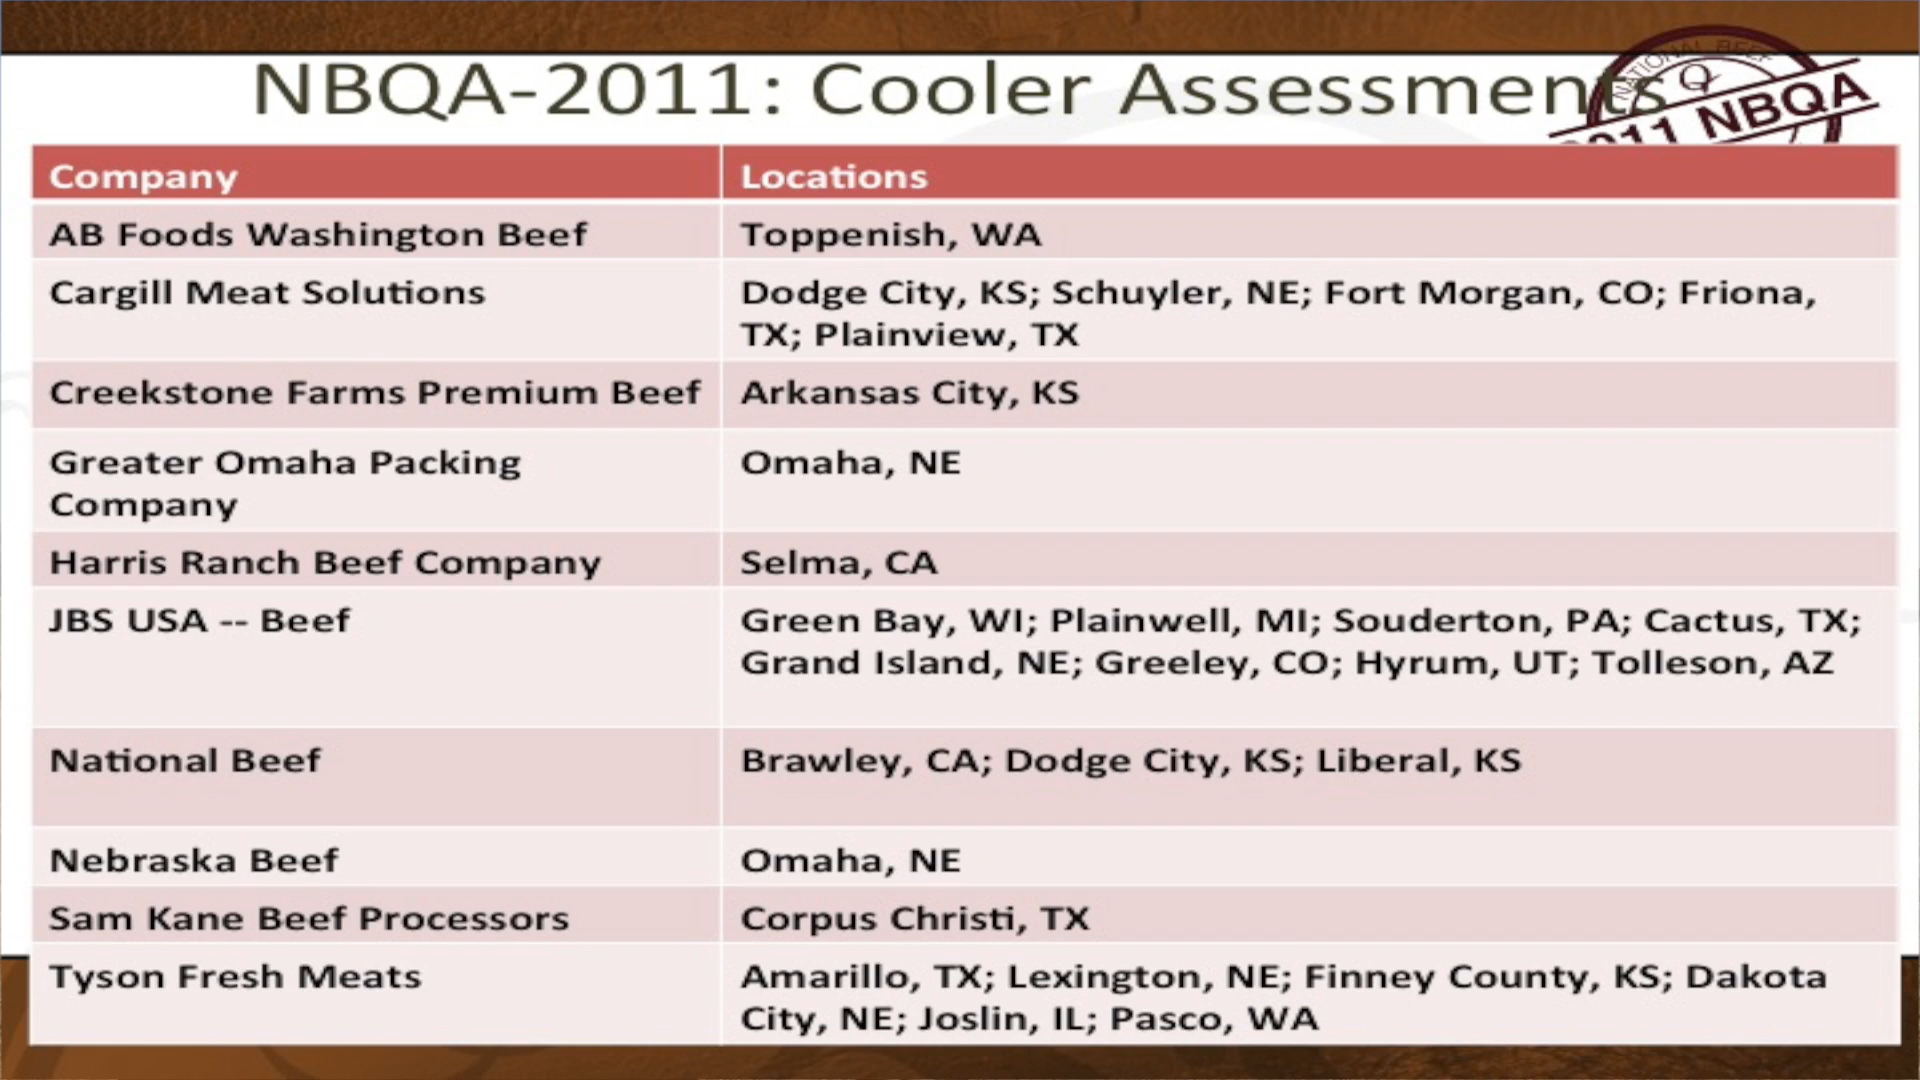 NBQA-2011: Cooler Assessments
NATIONAL BEEF
Q
2011 NBQA
Company
Locations
AB Foods Washington Beef
Toppenish, WA
Cargill Meat Solutions
Dodge City, KS; Schuyler, NE; Fort Morgan, CO; Friona,
TX; Plainview, TX
Creekstone Farms Premium Beef
Arkansas City, KS
Greater Omaha Packing
Company
Omaha, NE
Harris Ranch Beef Company
Selma, CA
JBS USA -- Beef
Green Bay, WI; Plainwell, MI; Souderton, PA; Cactus, TX;
Grand Island, NE; Greeley, CO; Hyrum, UT; Tolleson, AZ
National Beef
Brawley, CA; Dodge City, KS; Liberal, KS
Nebraska Beef
Omaha, NE
Sam Kane Beef Processors
Corpus Christi, TX
Tyson Fresh Meats
Amarillo, TX; Lexington, NE; Finney County, KS; Dakota
City, NE; Joslin, IL; Pasco, WA